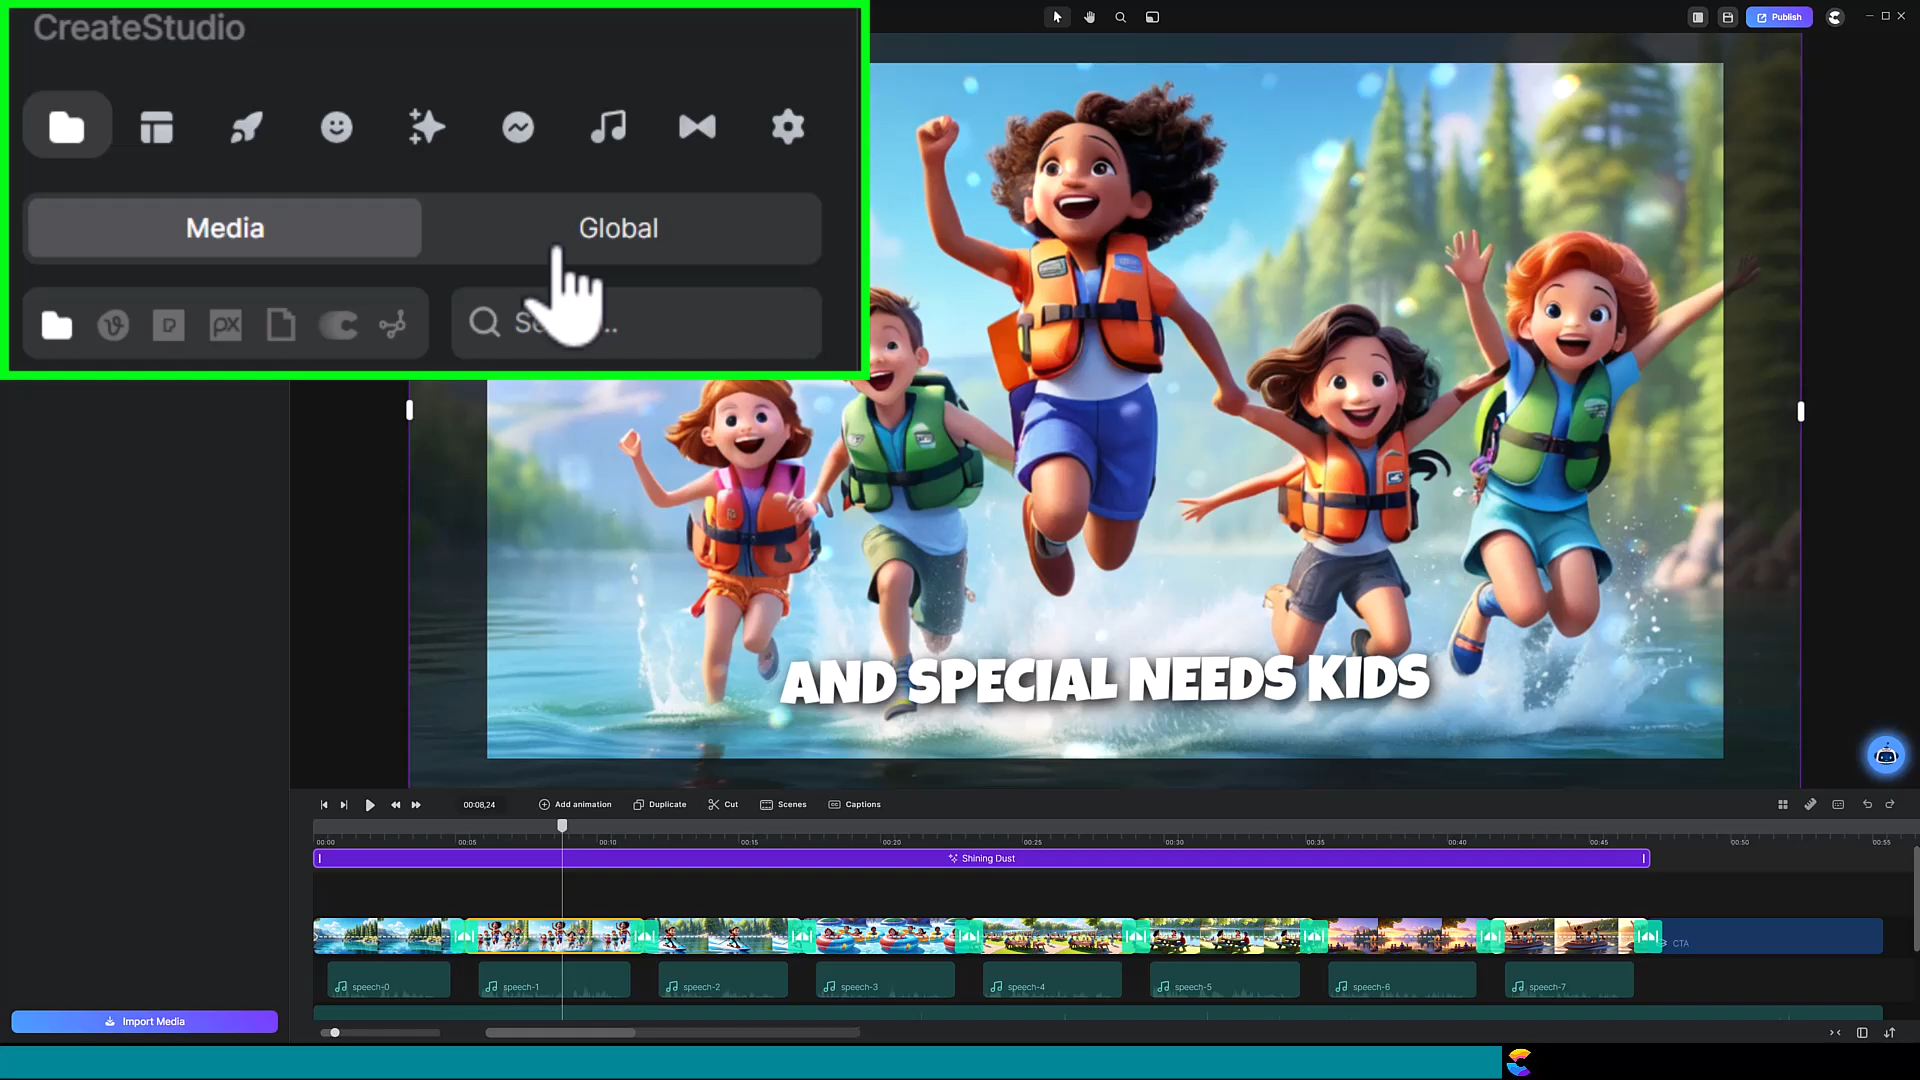 CreateStudio
Publish
Media
Global
AND SPECIAL NEEDS KIDS
00:08,24
Add animation
Duplicate
Cut
Scenes
Captions
00:00
00:05
00:10
00:15
00:20
00:25
00:30
00:35
00:40
00:45
00:50
00:55
Shining Dust
CTA
speech-0
speech-1
speech-2
speech-3
speech-4
speech-5
speech-6
speech-7
Import Media